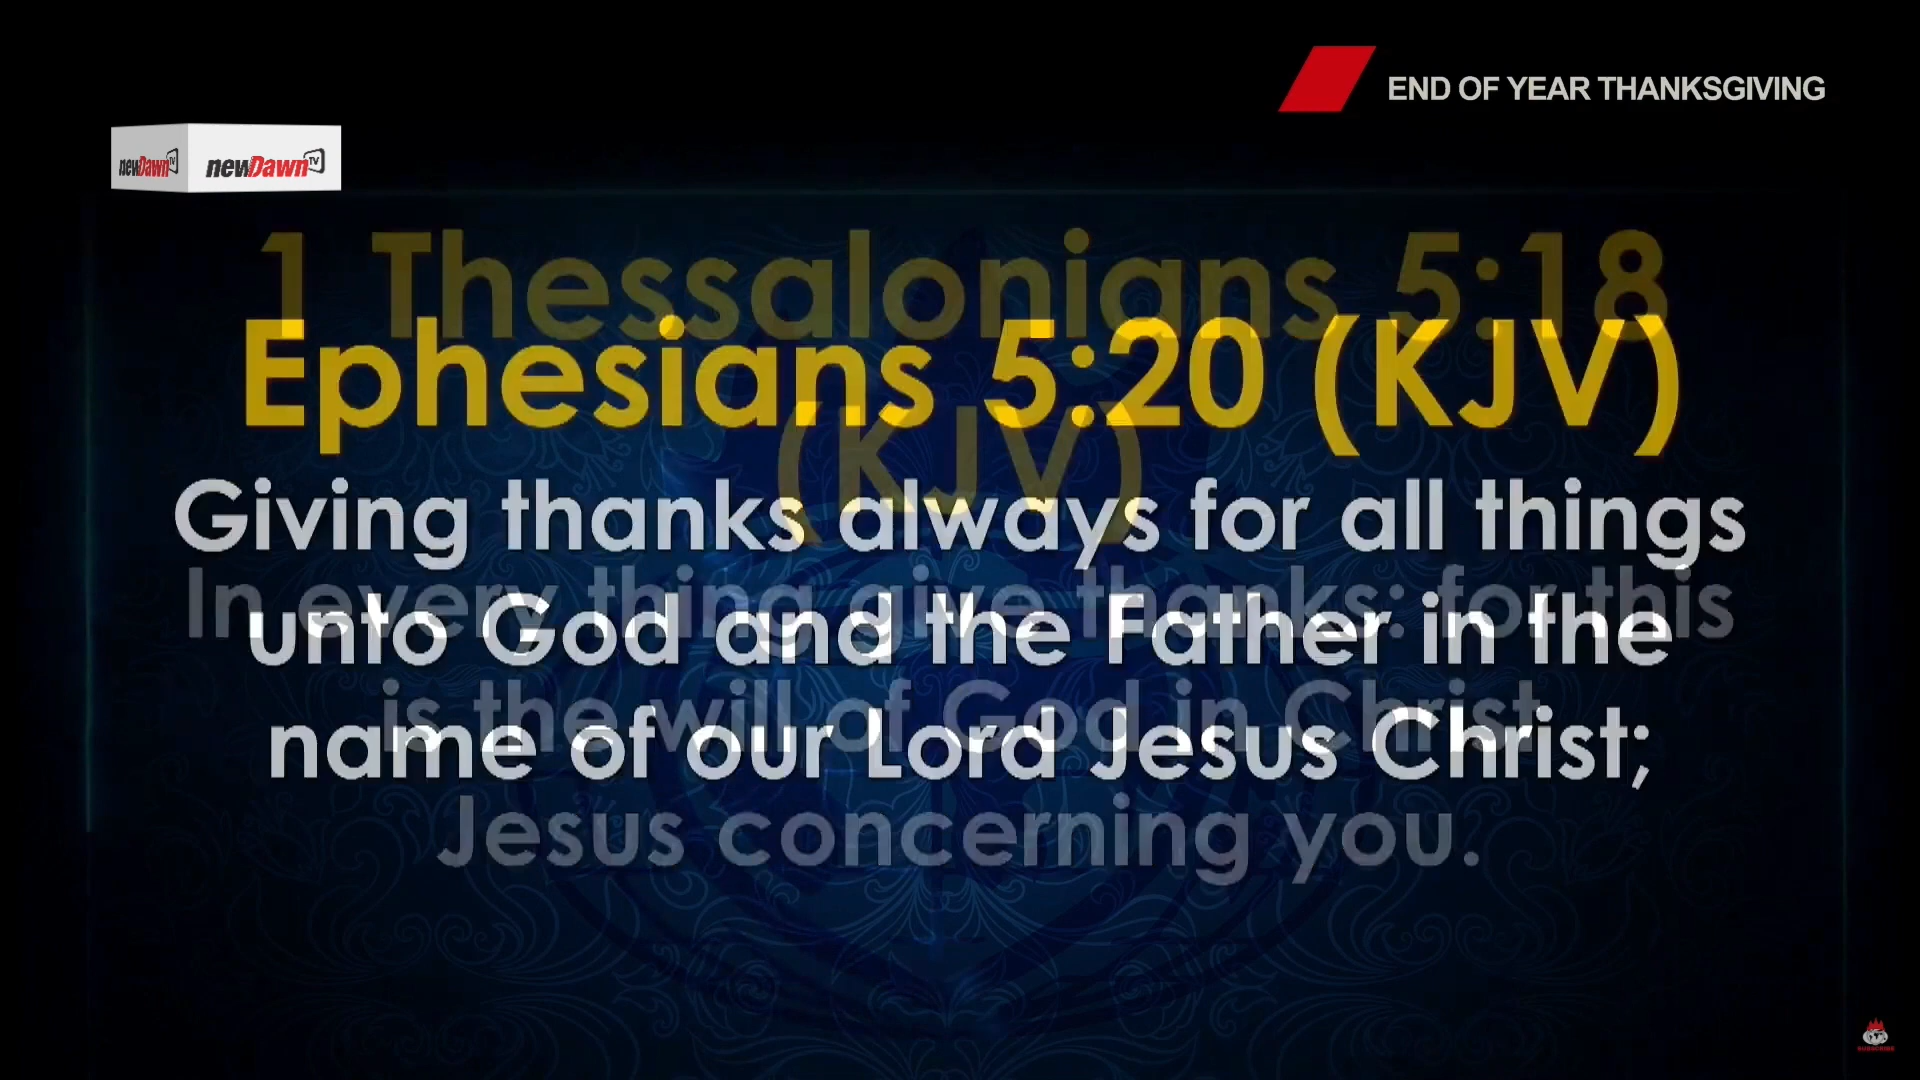 END OF YEAR THANKSGIVING
newDawn TV
newDawn TV
1 Thessalonians 5:18
(KJV)
In every thing give thanks: for this
is the will of God in Christ
Jesus concerning you.
Ephesians 5:20 (KJV)
Giving thanks always for all things
unto God and the Father in the
name of our Lord Jesus Christ;
SUBSCRIBE